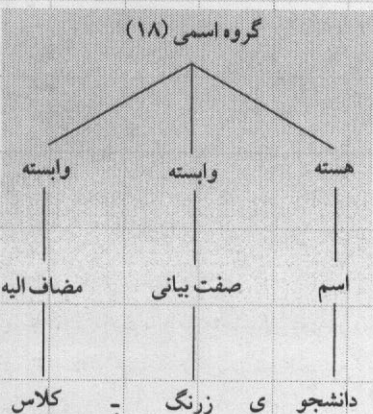 گروه اسمی (۱۸)
هسته وابسته وابسته
اسم صفت بیانی مضاف الیه
دانشجو ی زرنگ ـِ کلاس